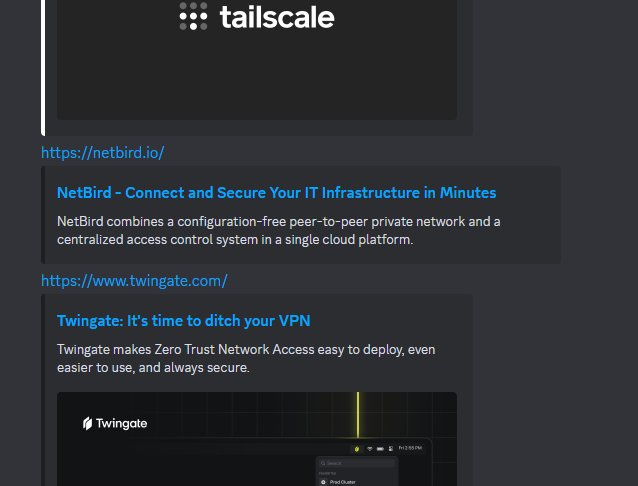 tailscale
https://netbird.io/
NetBird - Connect and Secure Your IT Infrastructure in Minutes
NetBird combines a configuration-free peer-to-peer private network and a
centralized access control system in a single cloud platform.
https://www.twingate.com/
Twingate: It's time to ditch your VPN
Twingate makes Zero Trust Network Access easy to deploy, even
easier to use, and always secure.
Twingate
Fri 2:55 PM
Search
FAVORITES
Prod Cluster